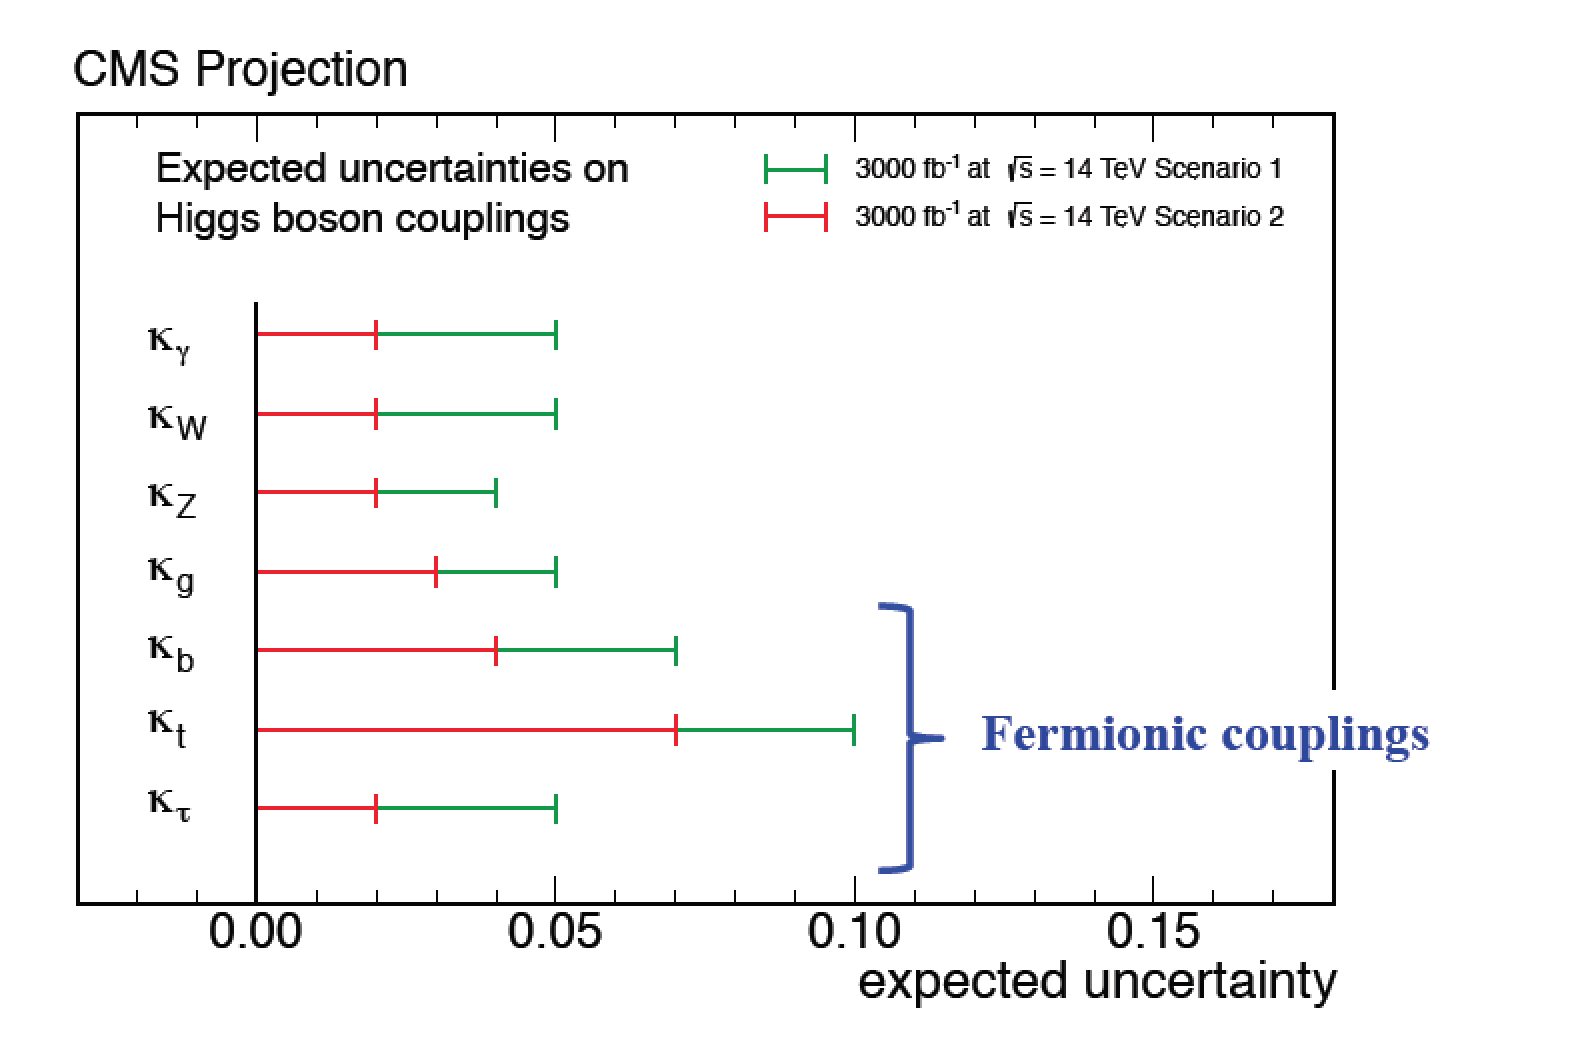 CMS Projection
Expected uncertainties on
Higgs boson couplings
3000 fb⁻¹ at √s = 14 TeV Scenario 1
3000 fb⁻¹ at √s = 14 TeV Scenario 2
κγ
κW
κZ
κg
κb
κt
κτ
Fermionic couplings
0.00 0.05 0.10 0.15
expected uncertainty